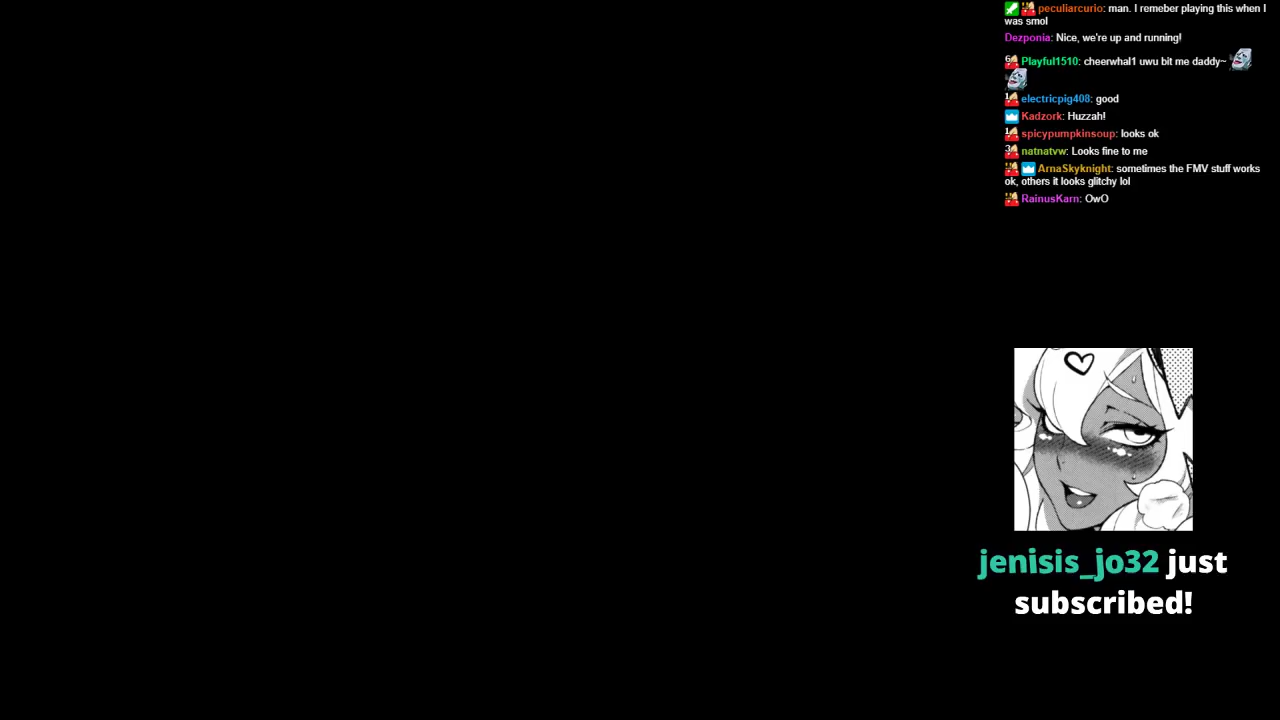 peculiarcurio: man. I remeber playing this when I
was smol
Dezponia: Nice, we're up and running!
Playful1510: cheerwhal1 uwu bit me daddy~
electricpig408: good
Kadzork: Huzzah!
spicypumpkinsoup: looks ok
natnatvw: Looks fine to me
ArnaSkyknight: sometimes the FMV stuff works
ok, others it looks glitchy lol
RainusKarn: OwO
jenisis_jo32 just
subscribed!